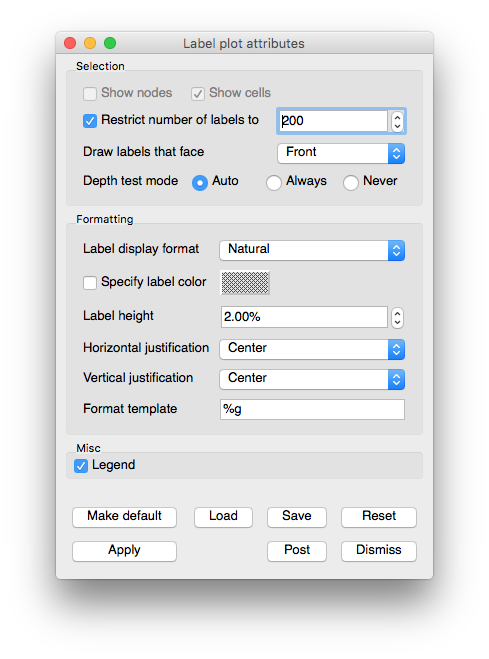 Label plot attributes
Selection
Show nodes Show cells
Restrict number of labels to 200
Draw labels that face Front
Depth test mode Auto Always Never
Formatting
Label display format Natural
Specify label color
Label height 2.00%
Horizontal justification Center
Vertical justification Center
Format template %g
Misc
Legend
Make default Load Save Reset
Apply Post Dismiss